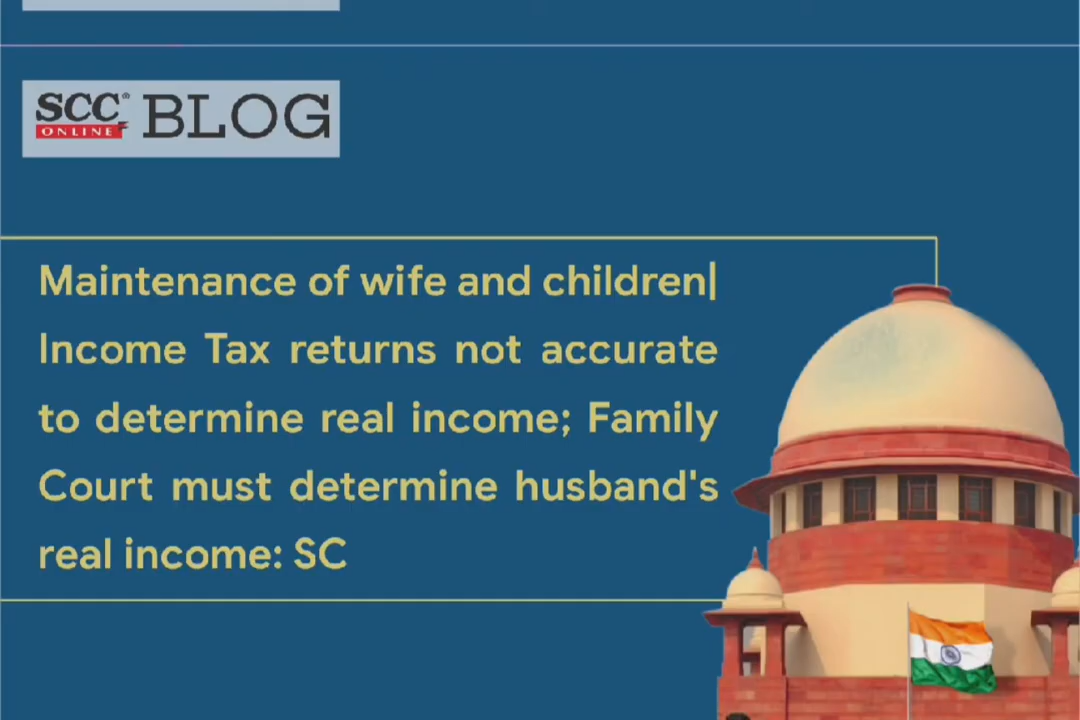 SCC® BLOG
ONLINE
Maintenance of wife and children|
Income Tax returns not accurate
to determine real income; Family
Court must determine husband's
real income: SC